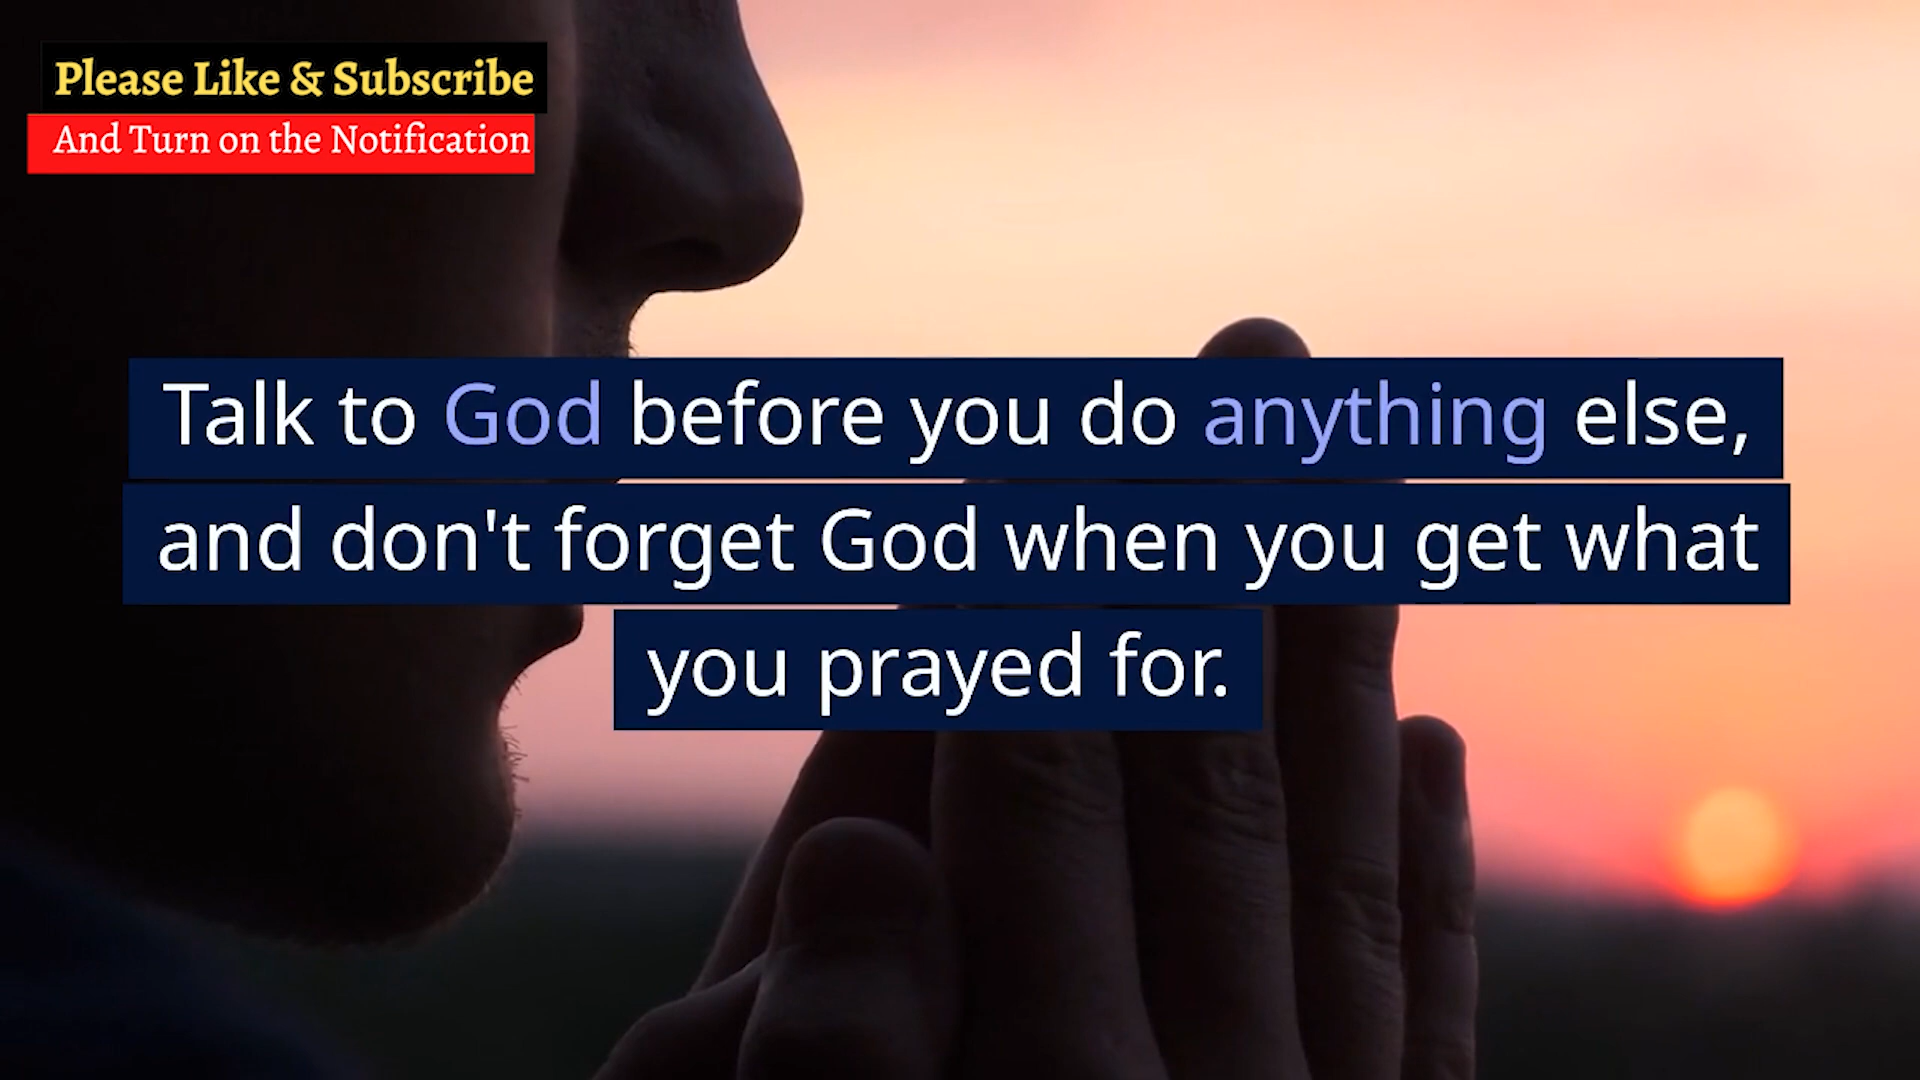 Please Like & Subscribe
And Turn on the Notification
Talk to God before you do anything else,
and don't forget God when you get what
you prayed for.